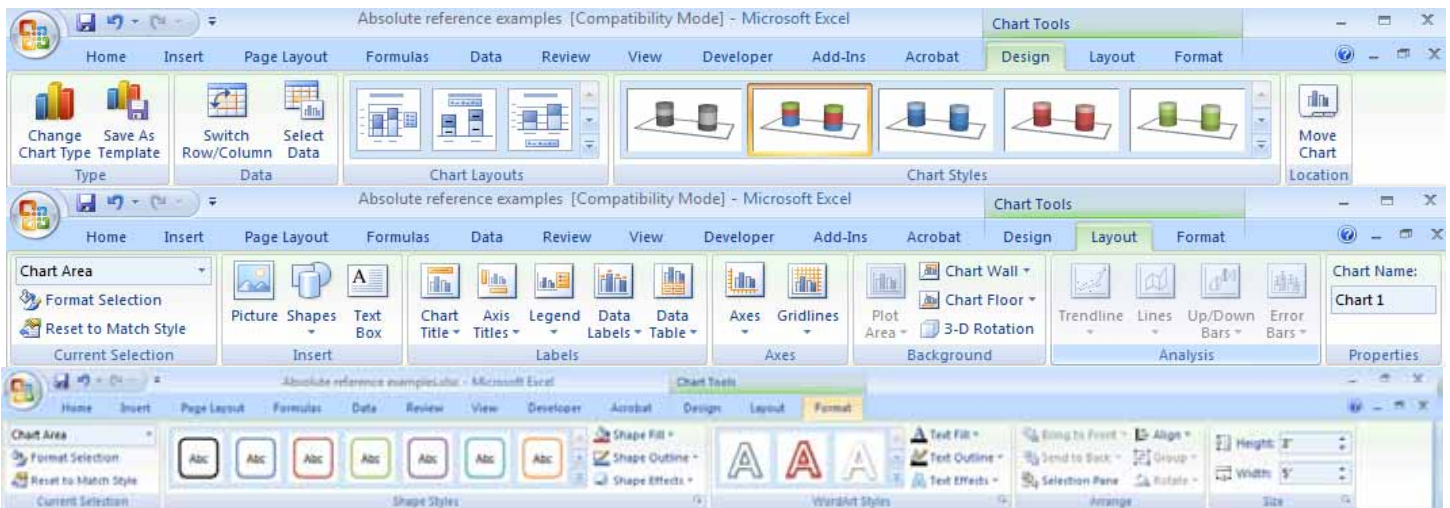 Absolute reference examples [Compatibility Mode] - Microsoft Excel Chart Tools
Home Insert Page Layout Formulas Data Review View Developer Add-Ins Acrobat Design Layout Format
Change Save As Switch Select Move
Chart Type Template Row/Column Data Chart
Type Data Chart Layouts Chart Styles Location
Absolute reference examples [Compatibility Mode] - Microsoft Excel Chart Tools
Home Insert Page Layout Formulas Data Review View Developer Add-Ins Acrobat Design Layout Format
Chart Area Chart Wall Chart Name:
Format Selection Picture Shapes Text Chart Axis Legend Data Data Axes Gridlines Plot Chart Floor Trendline Lines Up/Down Error Chart 1
Reset to Match Style Box Title Titles Labels Table Area 3-D Rotation Bars Bars
Current Selection Insert Labels Axes Background Analysis Properties
Absolute reference examples.xlsx - Microsoft Excel Chart Tools
Home Insert Page Layout Formulas Data Review View Developer Acrobat Design Layout Format
Chart Area Shape Fill Text Fill Bring to Front Align Height: 3"
Format Selection Abc Abc Abc Abc Abc Abc Abc Shape Outline A A A Text Outline Send to Back Group Width: 5"
Reset to Match Style Shape Effects Text Effects Selection Pane Rotate
Current Selection Shape Styles WordArt Styles Arrange Size